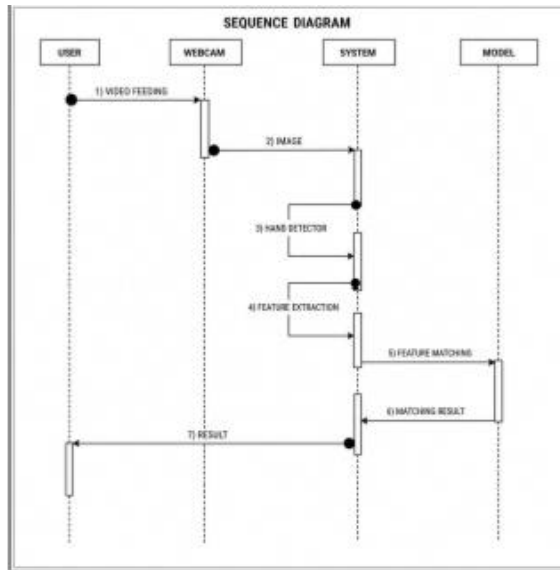 SEQUENCE DIAGRAM
USER
WEBCAM
SYSTEM
MODEL
1) VIDEO FEEDING
2) IMAGE
3) HAND DETECTOR
4) FEATURE EXTRACTION
5) FEATURE MATCHING
6) MATCHING RESULT
7) RESULT